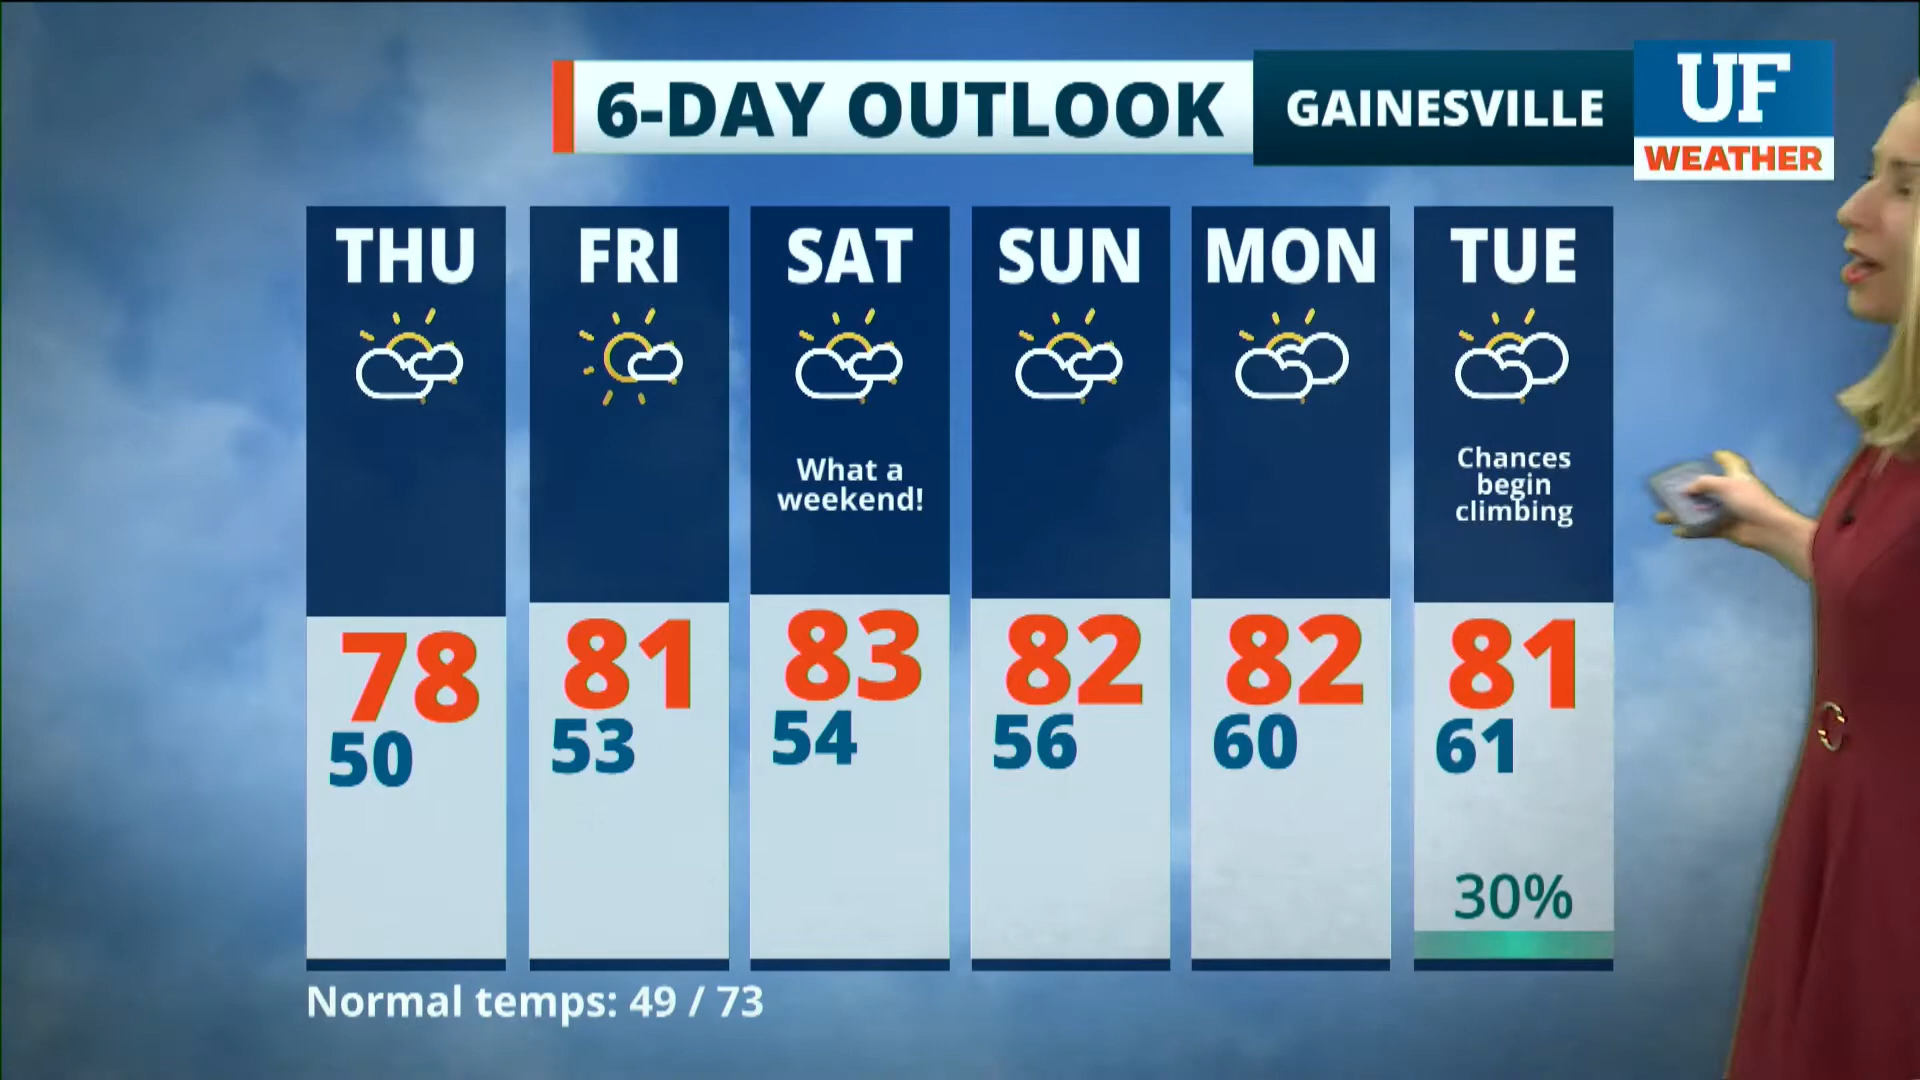 6-DAY OUTLOOK
GAINESVILLE
UF
WEATHER
THU
FRI
SAT
SUN
MON
TUE
What a
weekend!
Chances
begin
climbing
78
81
83
82
82
81
50
53
54
56
60
61
30%
Normal temps: 49 / 73